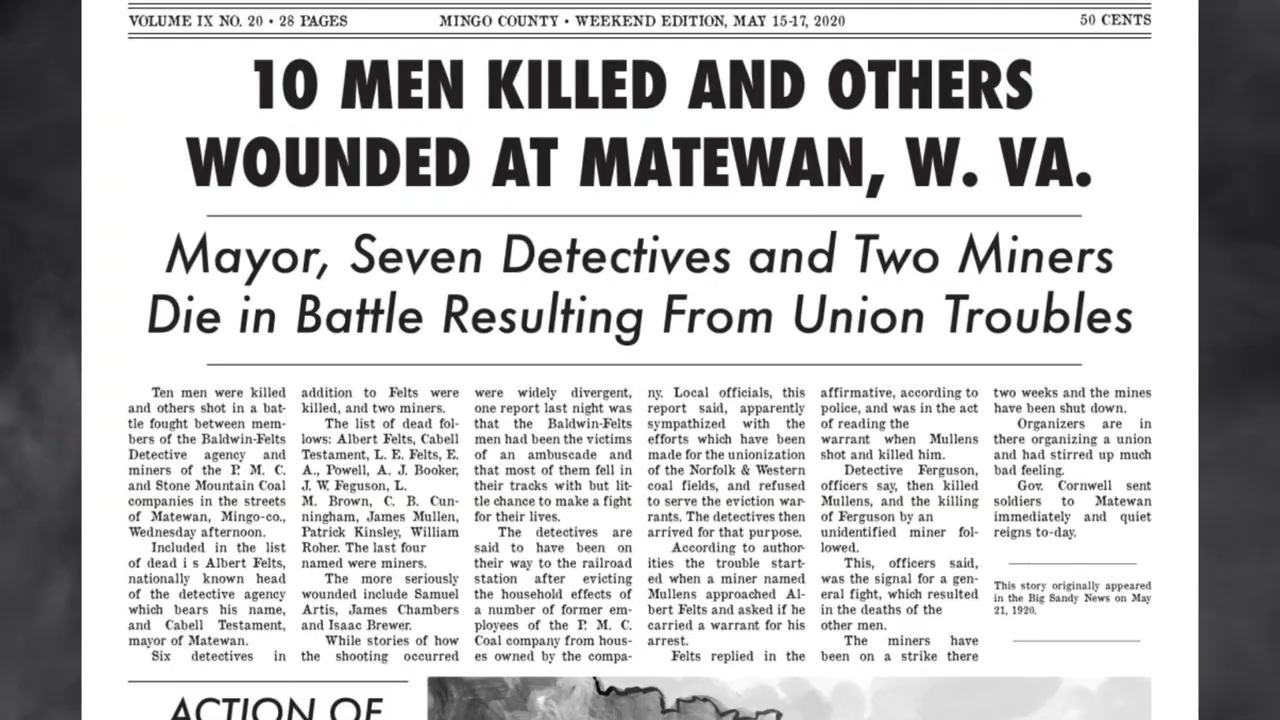 VOLUME IX NO. 20 • 28 PAGES
MINGO COUNTY • WEEKEND EDITION, MAY 15-17, 2020
50 CENTS
10 MEN KILLED AND OTHERS
WOUNDED AT MATEWAN, W. VA.
Mayor, Seven Detectives and Two Miners
Die in Battle Resulting From Union Troubles
Ten men were killed
and others shot in a bat-
tle fought between mem-
bers of the Baldwin-Felts
Detective agency and
miners of the P. M. C.
and Stone Mountain Coal
companies in the streets
of Matewan, Mingo-co.,
Wednesday afternoon.
Included in the list
of dead i s Albert Felts,
nationally known head
of the detective agency
which bears his name,
and Cabell Testament,
mayor of Matewan.
Six detectives in
addition to Felts were
killed, and two miners.
The list of dead fol-
lows: Albert Felts, Cabell
Testament, L. E. Felts, E.
A., Powell, A. J. Booker,
J. W. Feguson, L.
M. Brown, C. B. Cun-
ningham, James Mullen,
Patrick Kinsley, William
Roher. The last four
named were miners.
The more seriously
wounded include Samuel
Artis, James Chambers
and Isaac Brewer.
While stories of how
the shooting occurred
were widely divergent,
one report last night was
that the Baldwin-Felts
men had been the victims
of an ambuscade and
that most of them fell in
their tracks with but lit-
tle chance to make a fight
for their lives.
The detectives are
said to have been on
their way to the railroad
station after evicting
the household effects of
a number of former em-
ployees of the P. M. C.
Coal company from hous-
es owned by the compa-
ny. Local officials, this
report said, apparently
sympathized with the
efforts which have been
made for the unionization
of the Norfolk & Western
coal fields, and refused
to serve the eviction war-
rants. The detectives then
arrived for that purpose.
According to author-
ities the trouble start-
ed when a miner named
Mullens approached Al-
bert Felts and asked if he
carried a warrant for his
arrest.
Felts replied in the
affirmative, according to
police, and was in the act
of reading the
warrant when Mullens
shot and killed him.
Detective Ferguson,
officers say, then killed
Mullens, and the killing
of Ferguson by an
unidentified miner fol-
lowed.
This, officers said,
was the signal for a gen-
eral fight, which resulted
in the deaths of the
other men.
The miners have
been on a strike there
two weeks and the mines
have been shut down.
Organizers are in
there organizing a union
and had stirred up much
bad feeling.
Gov. Cornwell sent
soldiers to Matewan
immediately and quiet
reigns to-day.
This story originally appeared
in the Big Sandy News on May
21, 1920.
ACTION OF